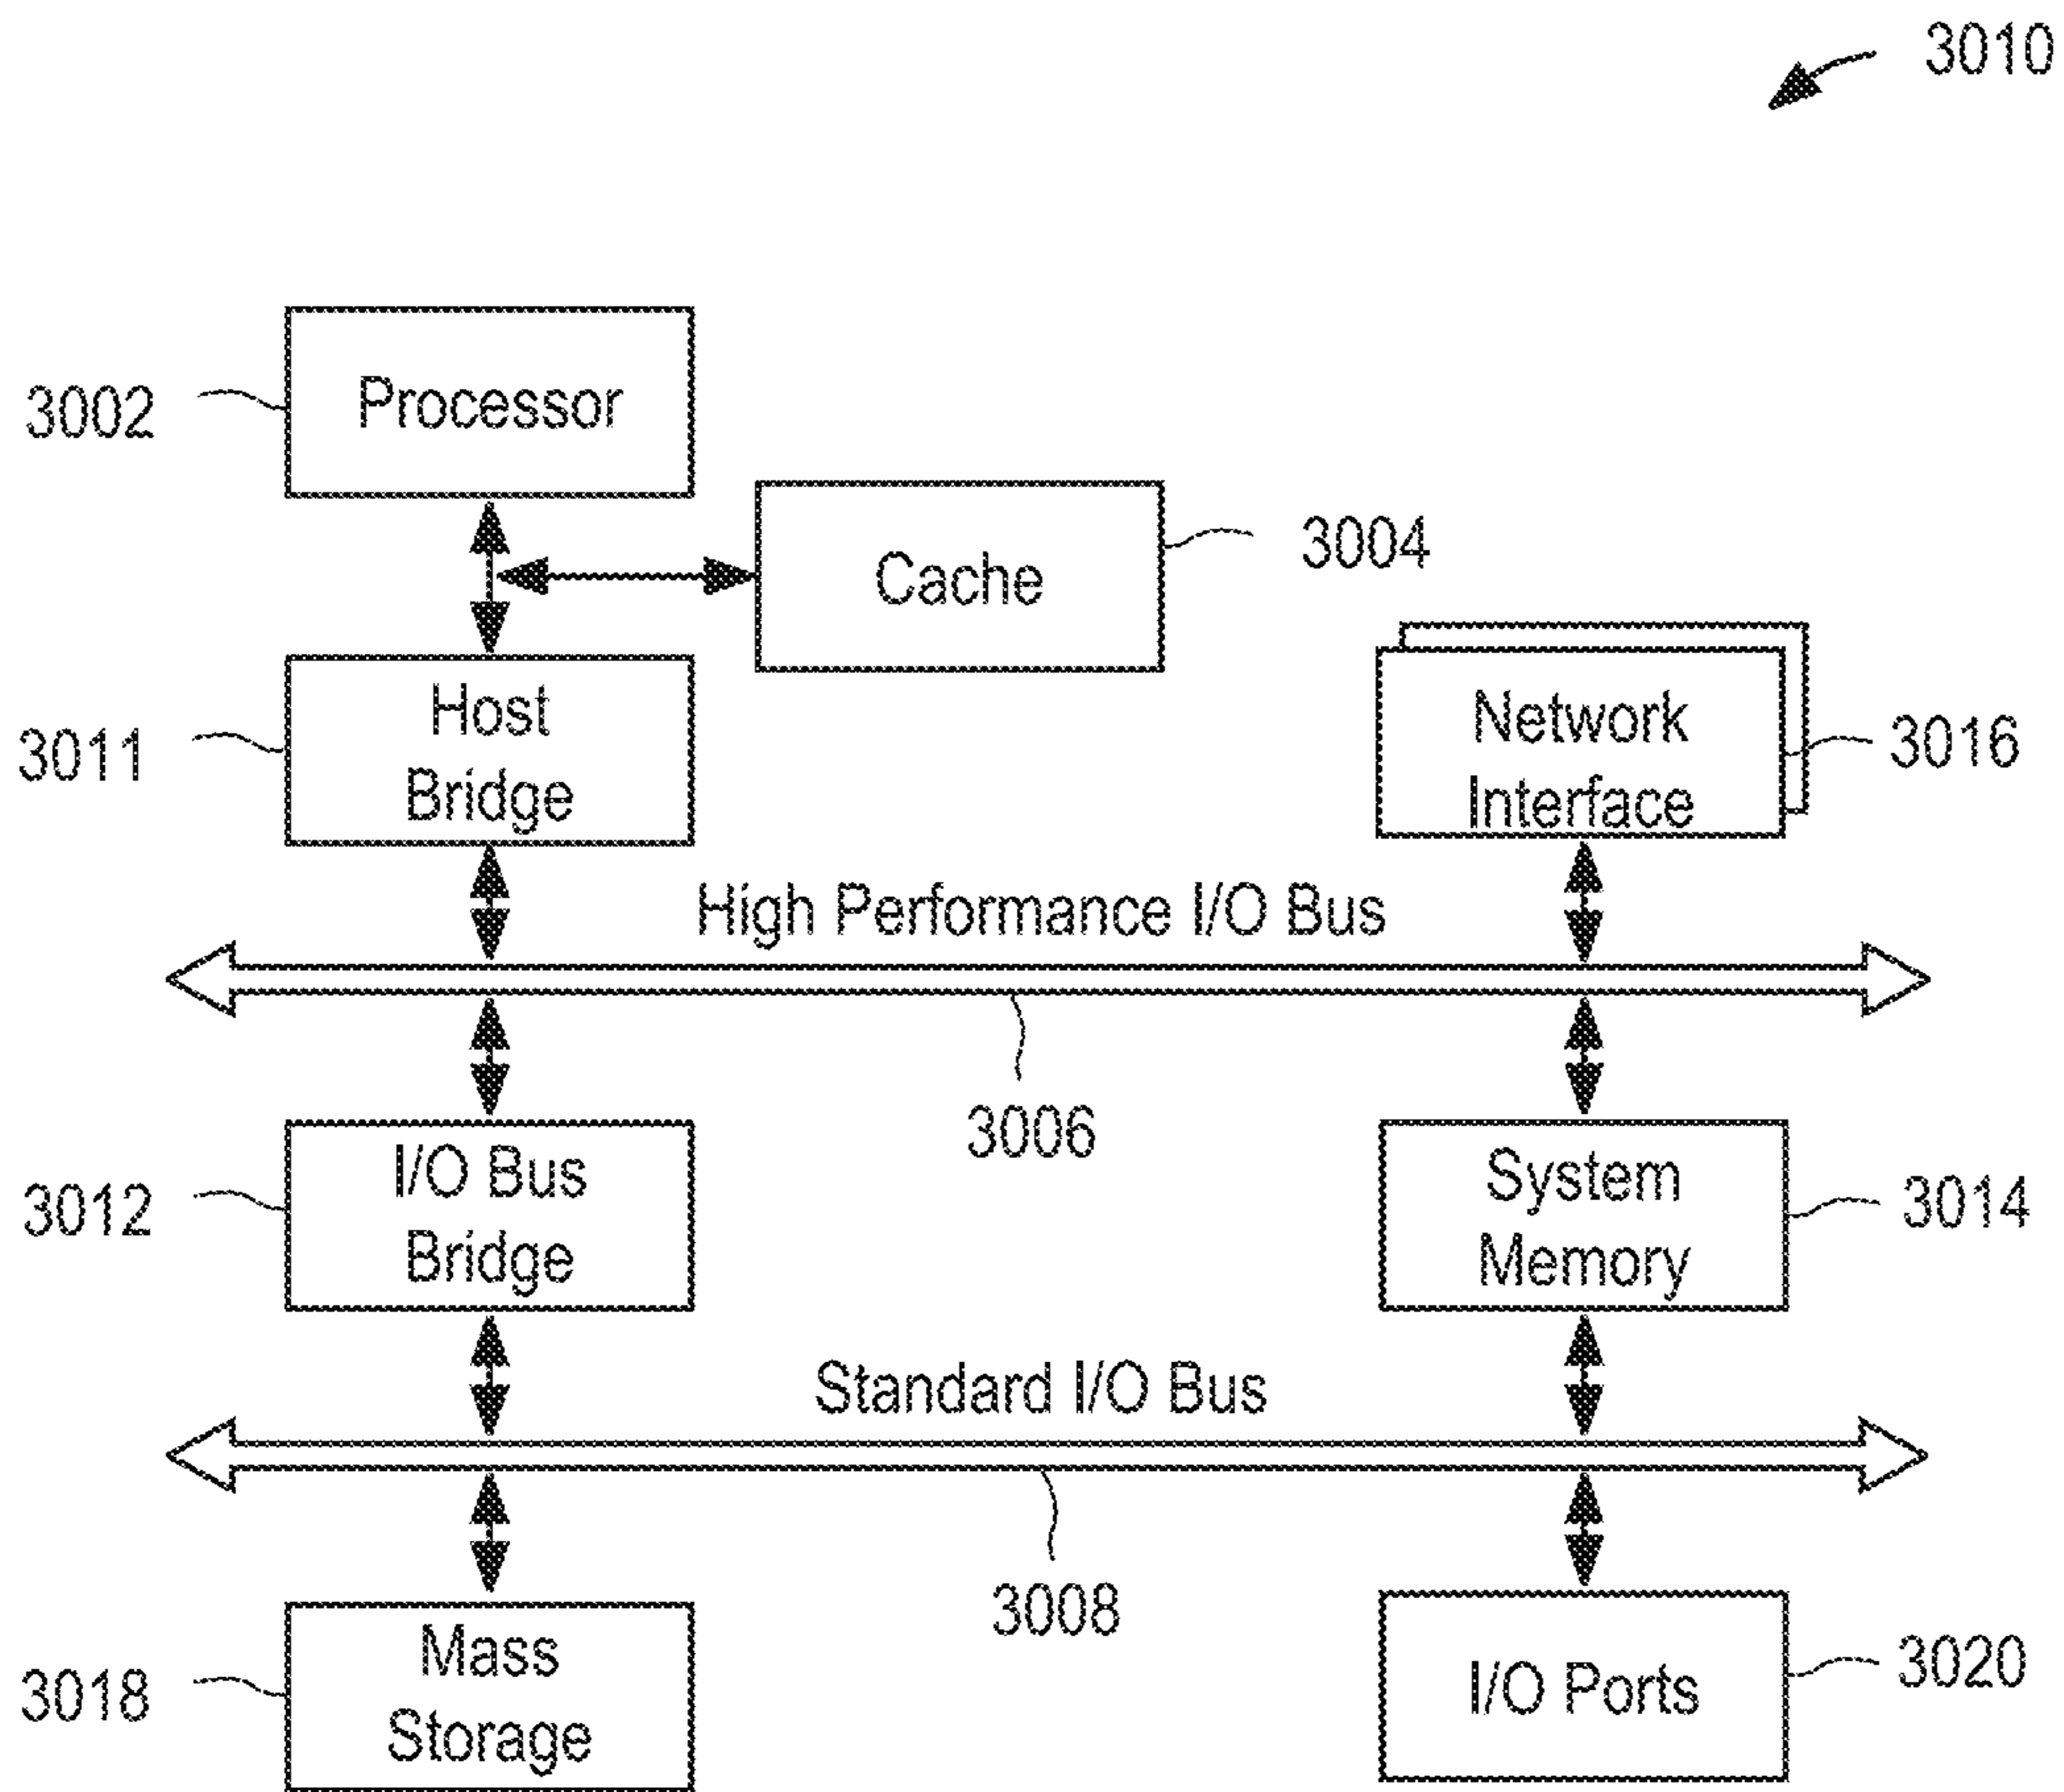 3010
Processor
3002
Cache
3004
Host
Bridge
3011
Network
Interface
3016
High Performance I/O Bus
3006
I/O Bus
Bridge
3012
System
Memory
3014
Standard I/O Bus
3008
Mass
Storage
3018
I/O Ports
3020